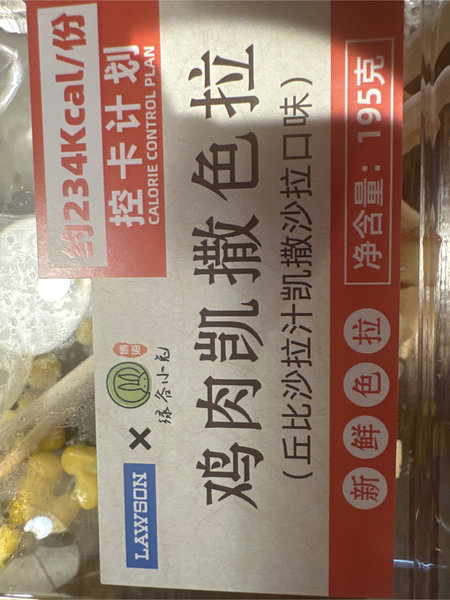 约234Kcal/份
控卡计划
CALORIE CONTROL PLAN
LAWSON × 绿谷小兔
鸡肉凯撒色拉
(丘比沙拉汁凯撒沙拉口味)
新鲜色拉
净含量：195克